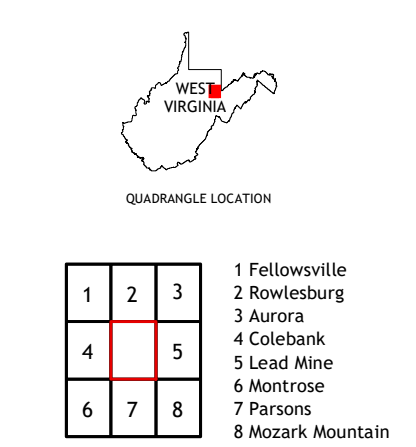 WEST
VIRGINIA
QUADRANGLE LOCATION
1 2 3
4 5
6 7 8
1 Fellowsville
2 Rowlesburg
3 Aurora
4 Colebank
5 Lead Mine
6 Montrose
7 Parsons
8 Mozark Mountain